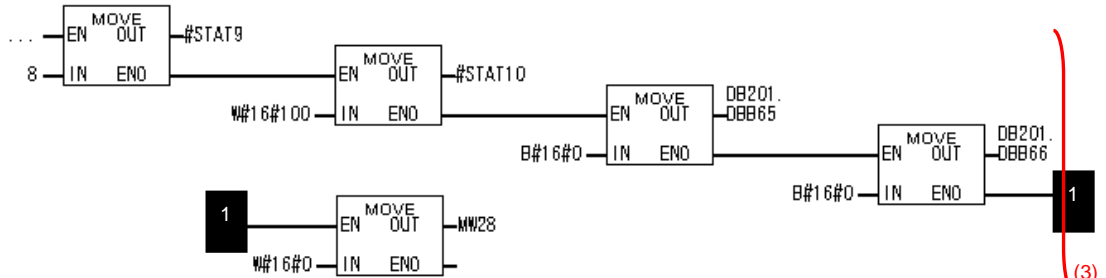 MOVE
... EN OUT #STAT9
8 IN ENO
MOVE
EN OUT #STAT10
W#16#100 IN ENO
MOVE
EN OUT DB201.
DBB65
B#16#0 IN ENO
MOVE
EN OUT DB201.
DBB66
B#16#0 IN ENO
1
1
MOVE
EN OUT MW28
W#16#0 IN ENO
(3)